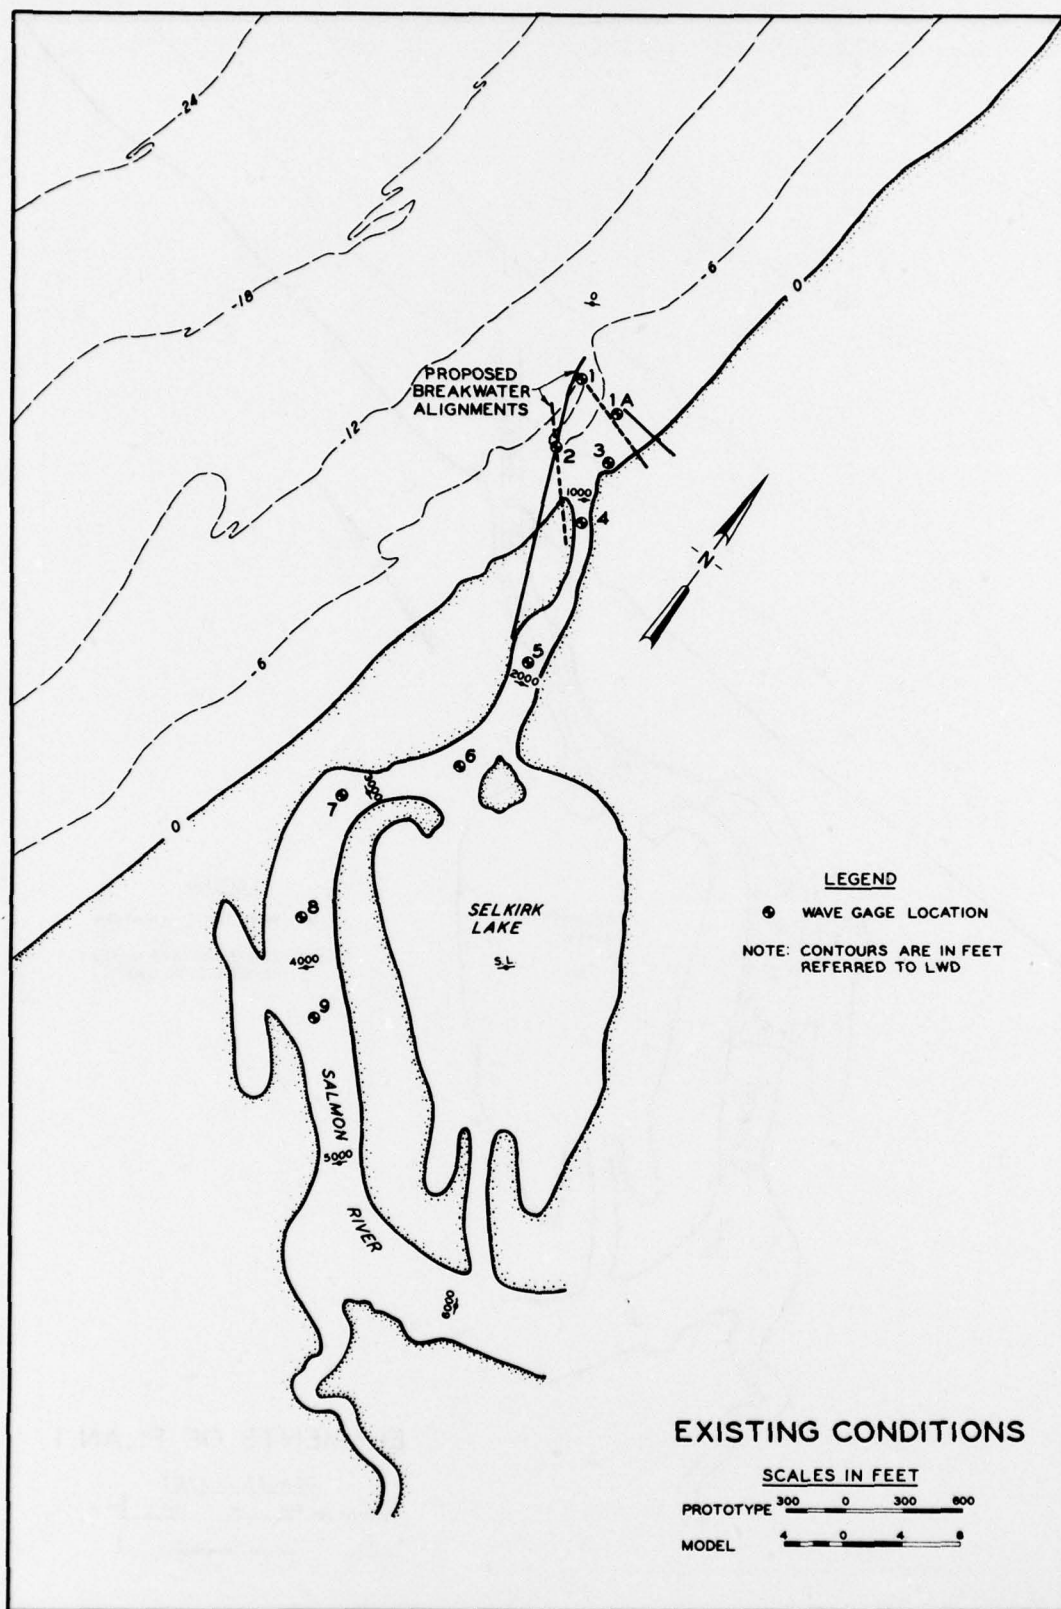 -24
-18
-12
-6
-6
0
0
0
PROPOSED
BREAKWATER
ALIGNMENTS
1
1A
2
3
1000
4
N
5
2000
6
3000
7
8
4000
9
SELKIRK
LAKE
S.L.
SALMON
5000
RIVER
6000
LEGEND
WAVE GAGE LOCATION
NOTE: CONTOURS ARE IN FEET
REFERRED TO LWD
EXISTING CONDITIONS
SCALES IN FEET
PROTOTYPE 300 0 300 600
MODEL 4 0 4 8